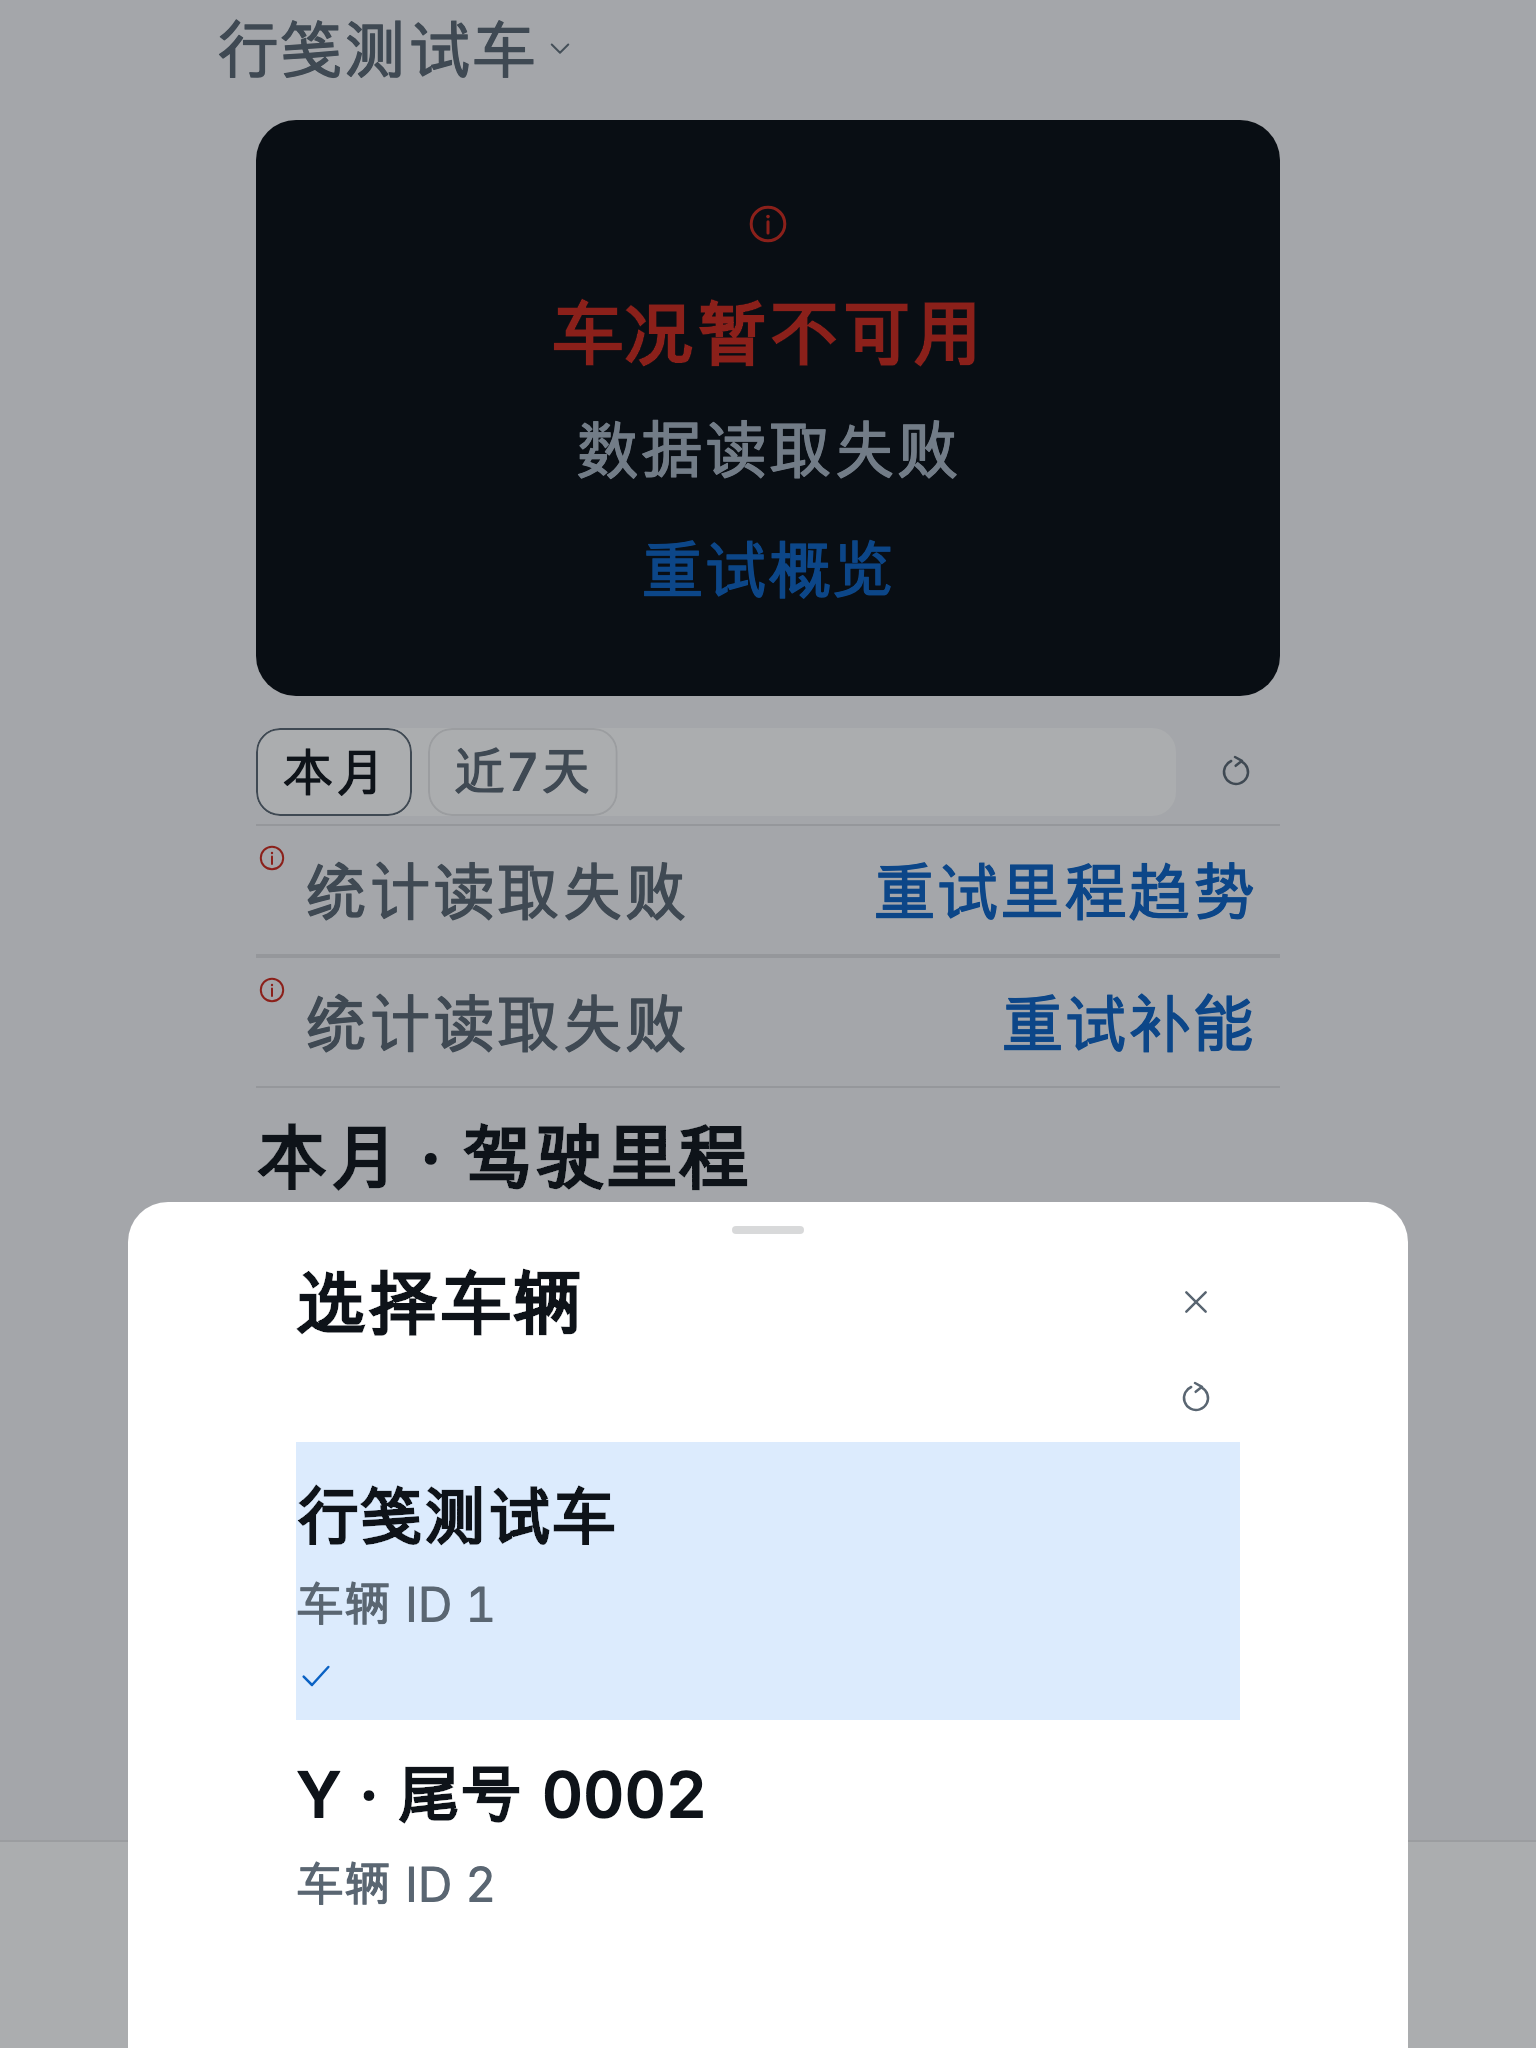 行笺测试车
车况暂不可用
数据读取失败
重试概览
本月 近7天
统计读取失败 重试里程趋势
统计读取失败 重试补能
本月 · 驾驶里程
选择车辆
行笺测试车
车辆 ID 1
Y · 尾号 0002
车辆 ID 2